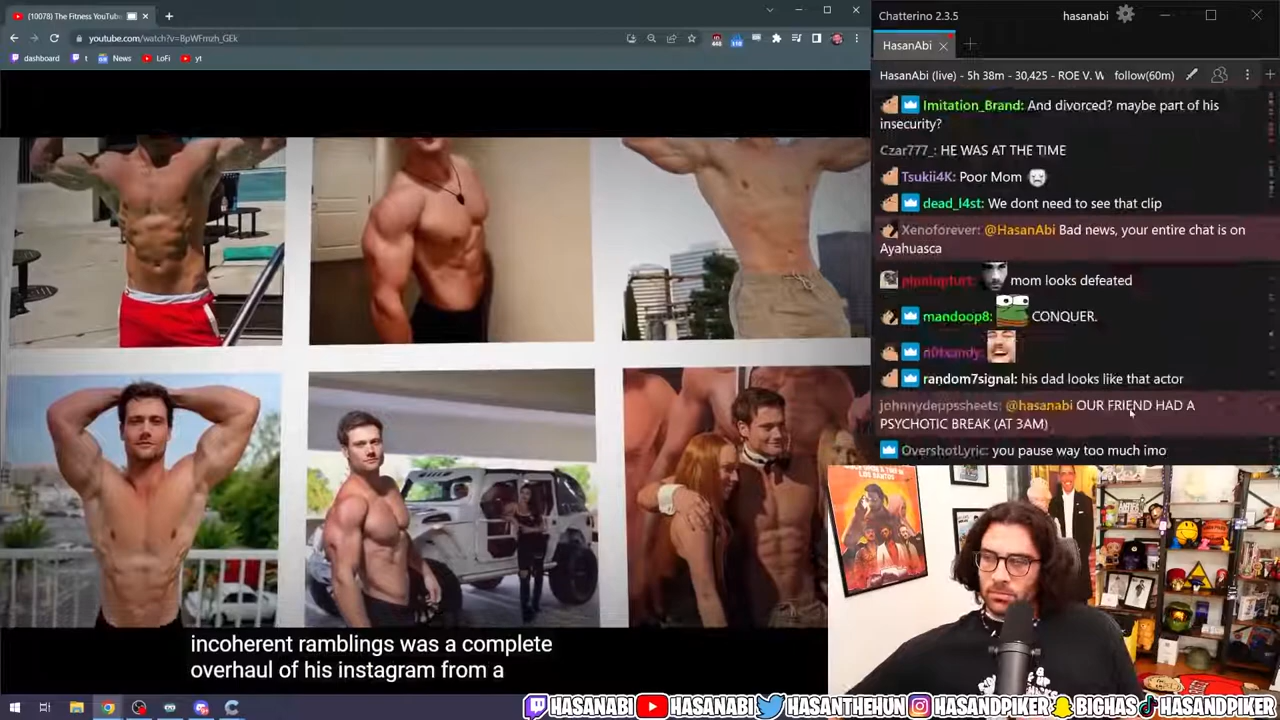 (10078) The Fitness YouTub
youtube.com/watch?v=BpWFmzh_GEk
dashboard
t
News
LoFi
yt
incoherent ramblings was a complete
overhaul of his instagram from a
Chatterino 2.3.5
hasanabi
HasanAbi
HasanAbi (live) - 5h 38m - 30,425 - ROE V. W
follow(60m)
Imitation_Brand: And divorced? maybe part of his
insecurity?
Czar777_: HE WAS AT THE TIME
Tsukii4K: Poor Mom
dead_l4st: We dont need to see that clip
Xenoforever: @HasanAbi Bad news, your entire chat is on
Ayahuasca
mom looks defeated
mandoop8: CONQUER.
random7signal: his dad looks like that actor
johnnydeppssheets: @hasanabi OUR FRIEND HAD A
PSYCHOTIC BREAK (AT 3AM)
OvershotLyric: you pause way too much imo
HASANABI HASANABI HASANTHEHUN HASANDPIKER BIGHAS HASANDPIKER